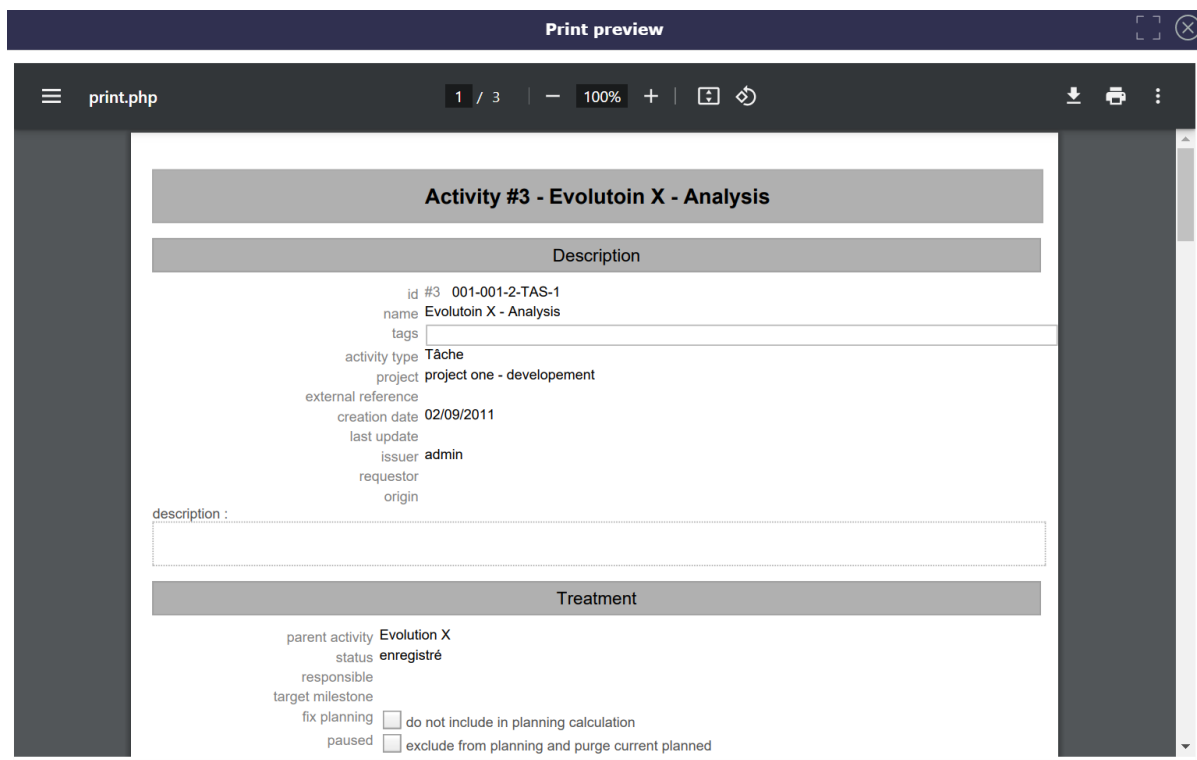 Print preview
print.php 1 / 3 100%
Activity #3 - Evolutoin X - Analysis
Description
id #3 001-001-2-TAS-1
name Evolutoin X - Analysis
tags
activity type Tâche
project project one - developement
external reference
creation date 02/09/2011
last update
issuer admin
requestor
origin
description :
Treatment
parent activity Evolution X
status enregistré
responsible
target milestone
fix planning do not include in planning calculation
paused exclude from planning and purge current planned